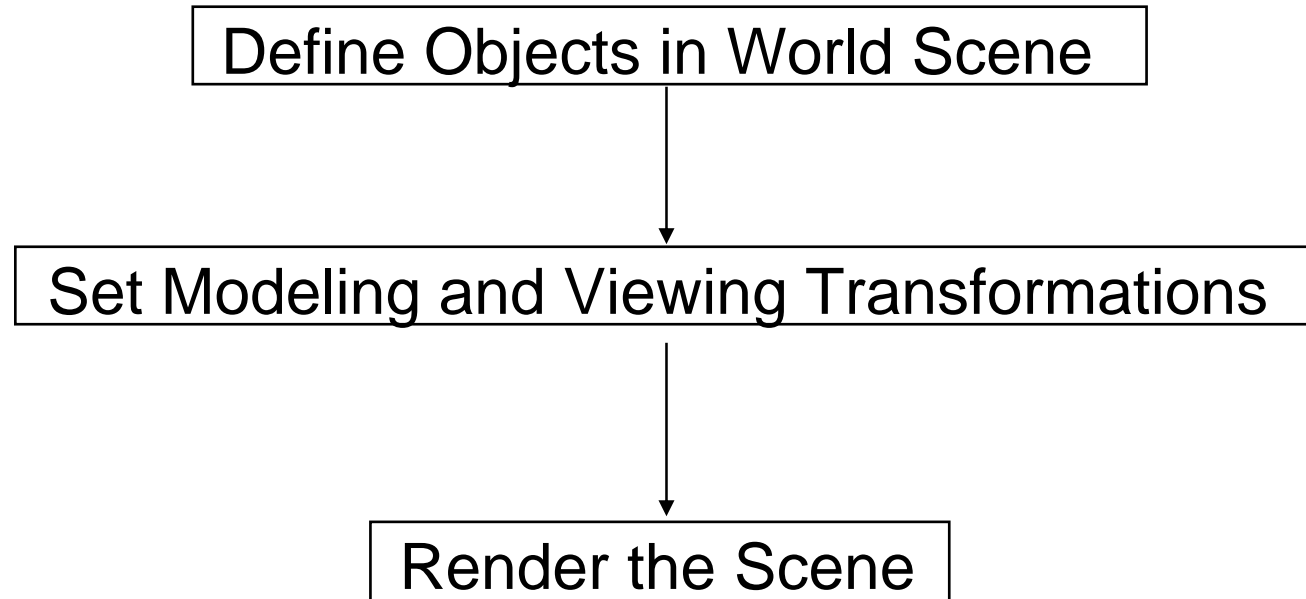 Define Objects in World Scene
Set Modeling and Viewing Transformations
Render the Scene